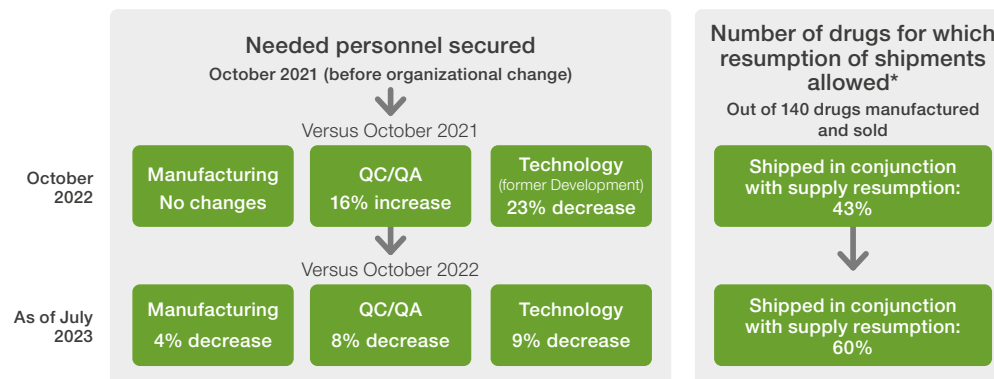 Needed personnel secured
October 2021 (before organizational change)
Versus October 2021
October
2022
Manufacturing
No changes
QC/QA
16% increase
Technology
(former Development)
23% decrease
Versus October 2022
As of July
2023
Manufacturing
4% decrease
QC/QA
8% decrease
Technology
9% decrease
Number of drugs for which
resumption of shipments
allowed*
Out of 140 drugs manufactured
and sold
Shipped in conjunction
with supply resumption:
43%
Shipped in conjunction
with supply resumption:
60%